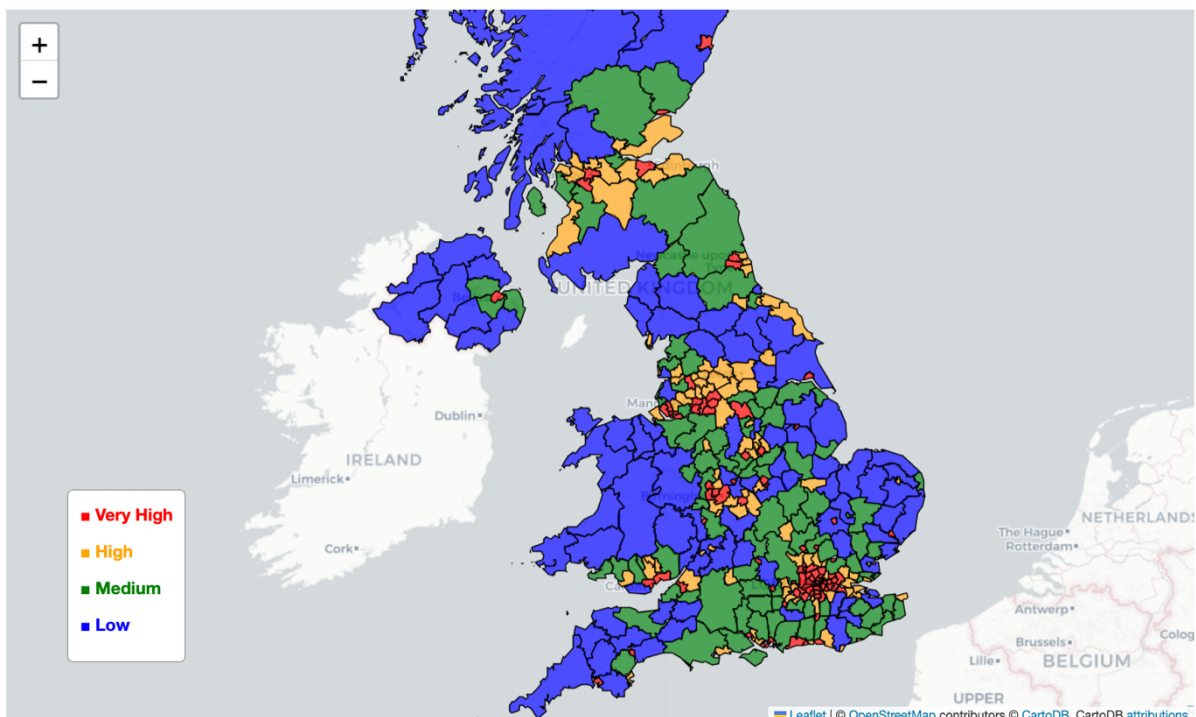 +
−
Edinburgh
UNITED KINGDOM
Dublin
IRELAND
Limerick
Cork
Very High
High
Medium
Low
NETHERLANDS
The Hague
Rotterdam
Antwerp
Brussels
Lille
BELGIUM
UPPER
Leaflet | © OpenStreetMap contributors © CartoDB, CartoDB attributions